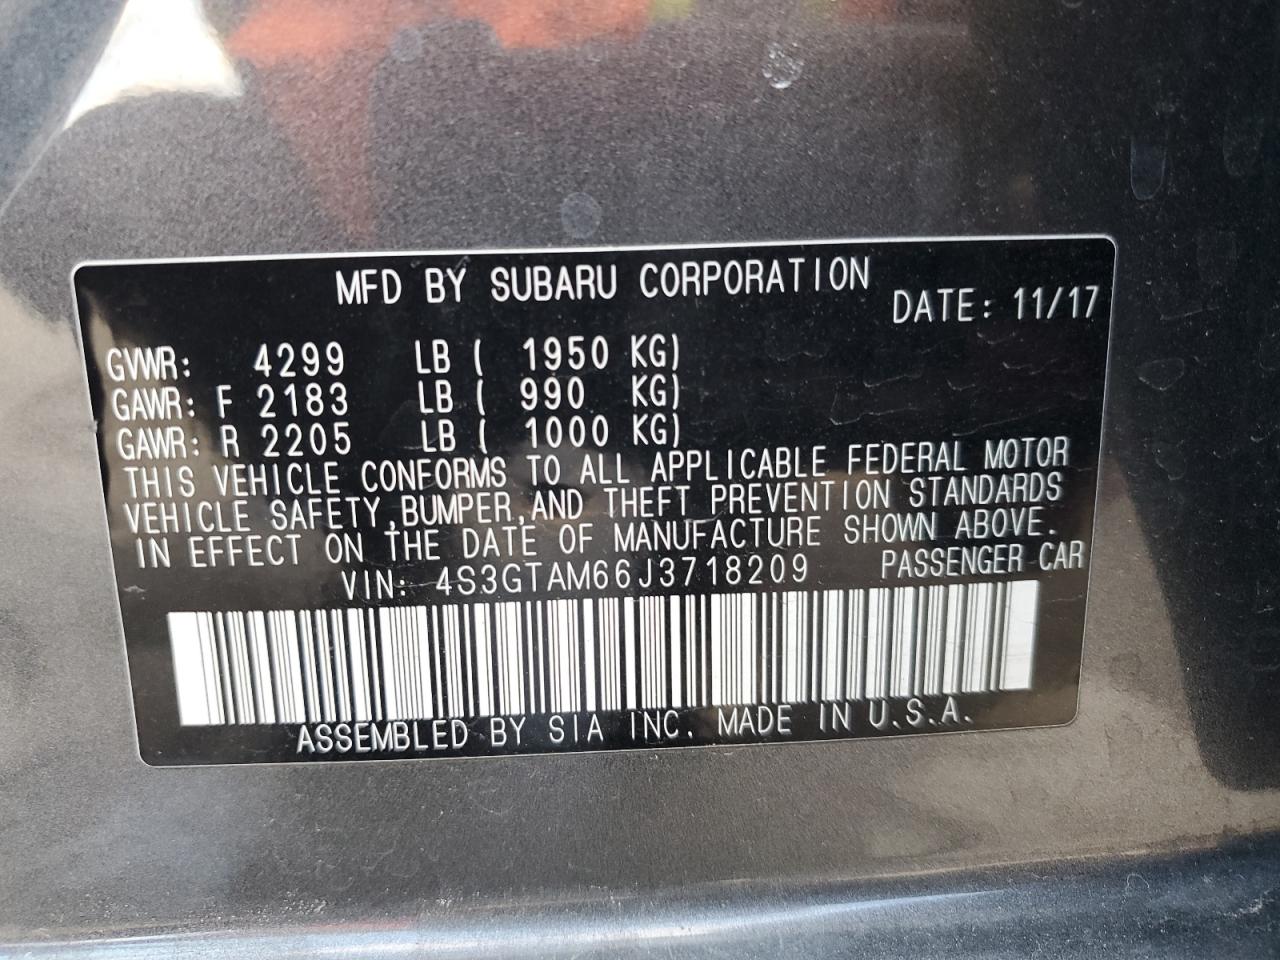 MFD BY SUBARU CORPORATION DATE: 11/17
GVWR: 4299 LB ( 1950 KG)
GAWR: F 2183 LB ( 990 KG)
GAWR: R 2205 LB ( 1000 KG)
THIS VEHICLE CONFORMS TO ALL APPLICABLE FEDERAL MOTOR
VEHICLE SAFETY,BUMPER,AND THEFT PREVENTION STANDARDS
IN EFFECT ON THE DATE OF MANUFACTURE SHOWN ABOVE.
VIN: 4S3GTAM66J3718209 PASSENGER CAR
ASSEMBLED BY SIA INC. MADE IN U.S.A.